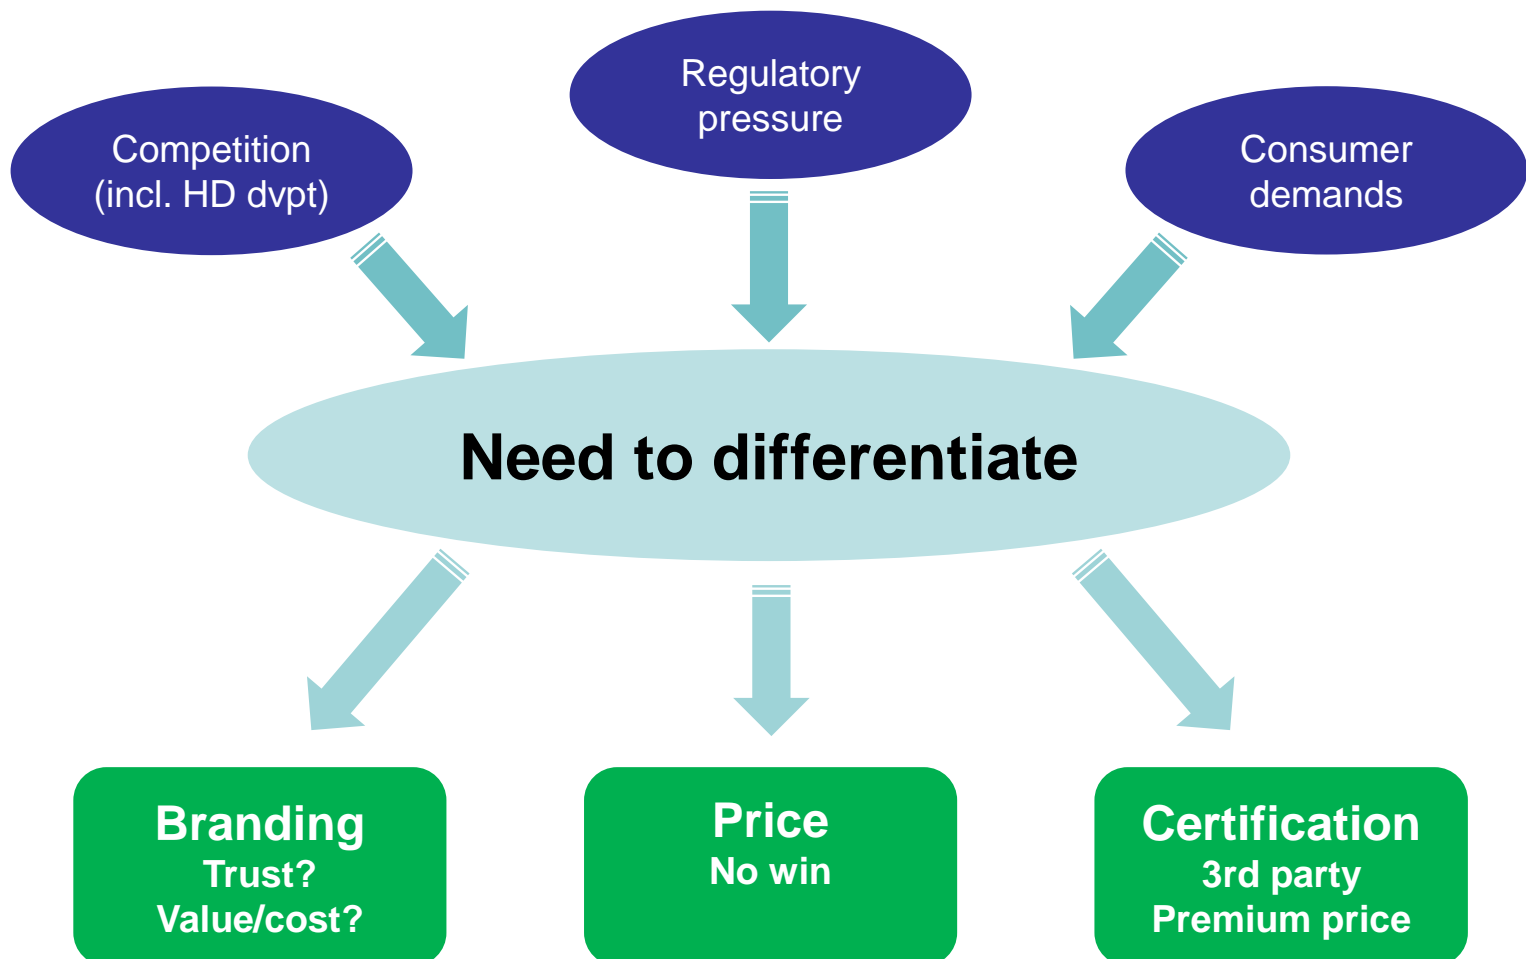 Regulatory
pressure
Competition
(incl. HD dvpt)
Consumer
demands
Need to differentiate
Branding
Trust?
Value/cost?
Price
No win
Certification
3rd party
Premium price